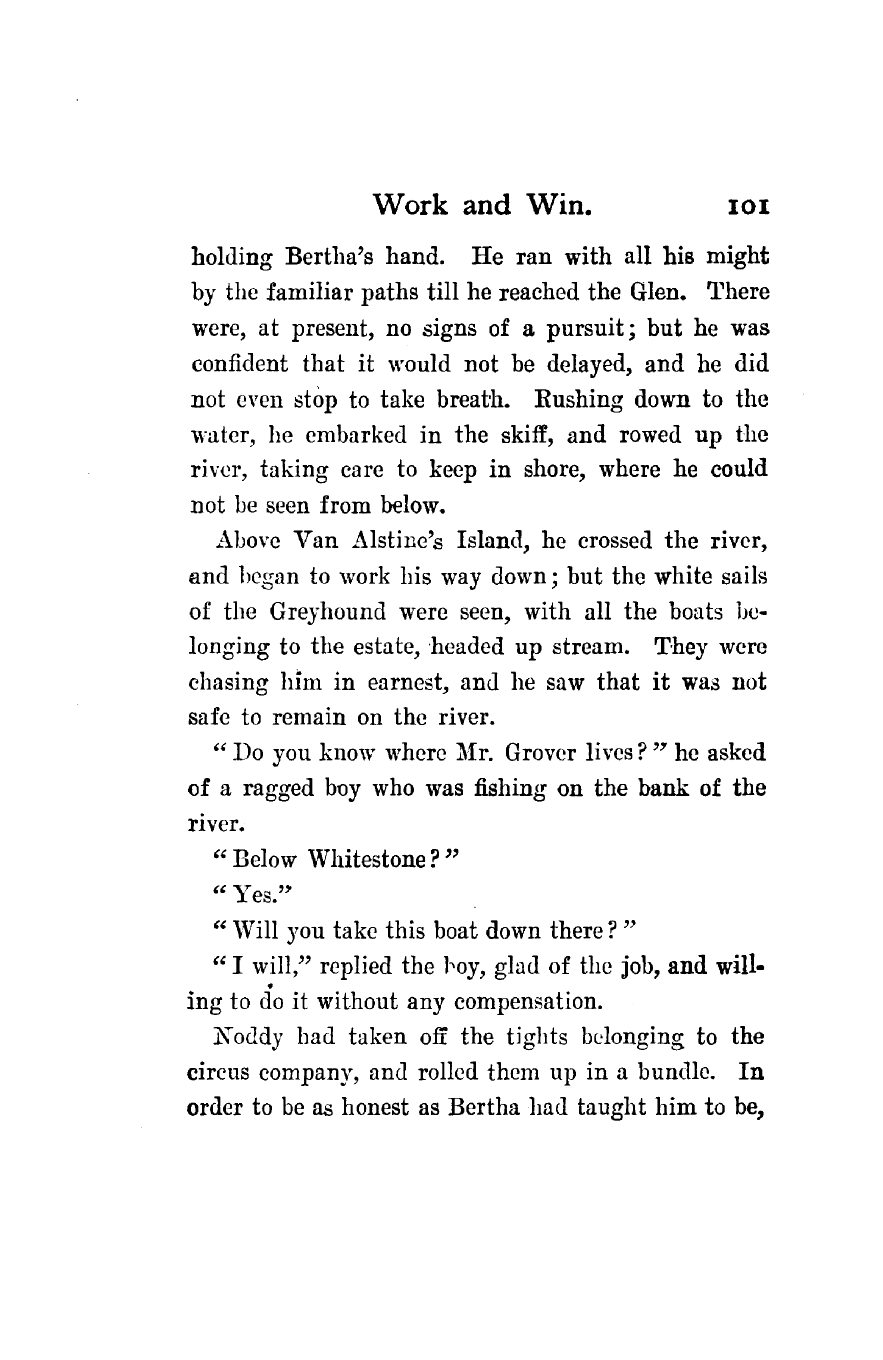 Work and Win. 101
holding Bertha's hand. He ran with all his might
by the familiar paths till he reached the Glen. There
were, at present, no signs of a pursuit; but he was
confident that it would not be delayed, and he did
not even stop to take breath. Rushing down to the
water, he embarked in the skiff, and rowed up the
river, taking care to keep in shore, where he could
not be seen from below.
Above Van Alstine's Island, he crossed the river,
and began to work his way down; but the white sails
of the Greyhound were seen, with all the boats be-
longing to the estate, headed up stream. They were
chasing him in earnest, and he saw that it was not
safe to remain on the river.
"Do you know where Mr. Grover lives?" he asked
of a ragged boy who was fishing on the bank of the
river.
"Below Whitestone?"
"Yes."
"Will you take this boat down there?"
"I will," replied the boy, glad of the job, and will-
ing to do it without any compensation.
Noddy had taken off the tights belonging to the
circus company, and rolled them up in a bundle. In
order to be as honest as Bertha had taught him to be,